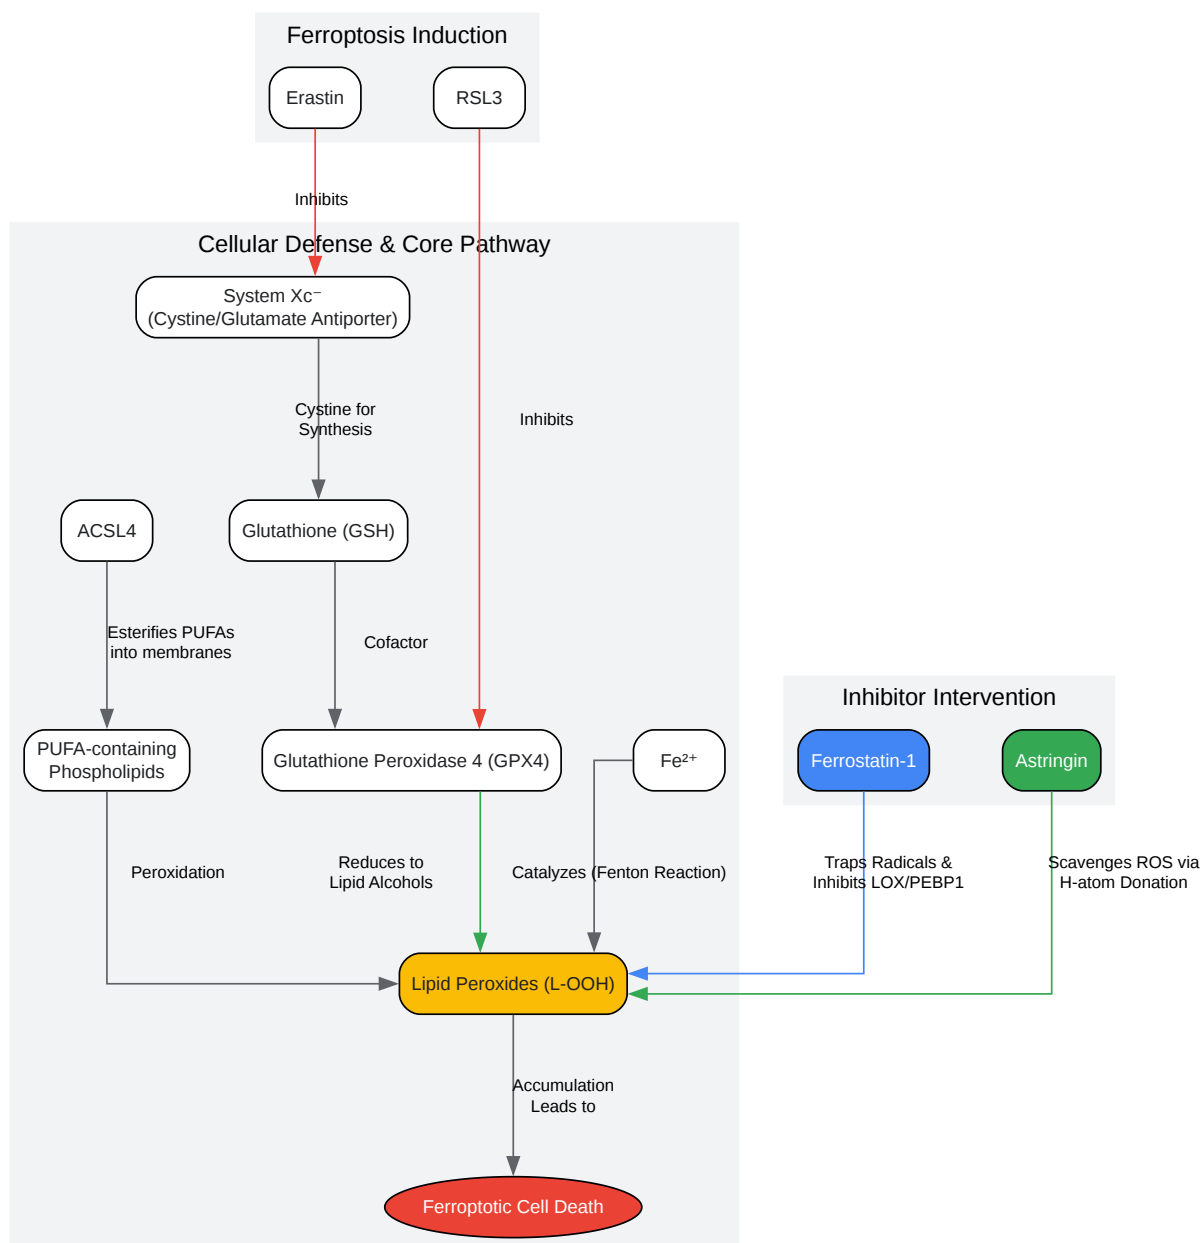 Ferroptosis Induction
Erastin
RSL3
Inhibits
Cellular Defense & Core Pathway
System Xc⁻
(Cystine/Glutamate Antiporter)
Cystine for
Synthesis
Inhibits
ACSL4
Glutathione (GSH)
Esterifies PUFAs
into membranes
Cofactor
Inhibitor Intervention
PUFA-containing
Phospholipids
Glutathione Peroxidase 4 (GPX4)
Fe²⁺
Ferrostatin-1
Astringin
Peroxidation
Reduces to
Lipid Alcohols
Catalyzes (Fenton Reaction)
Traps Radicals &
Inhibits LOX/PEBP1
Scavenges ROS via
H-atom Donation
Lipid Peroxides (L-OOH)
Accumulation
Leads to
Ferroptotic Cell Death